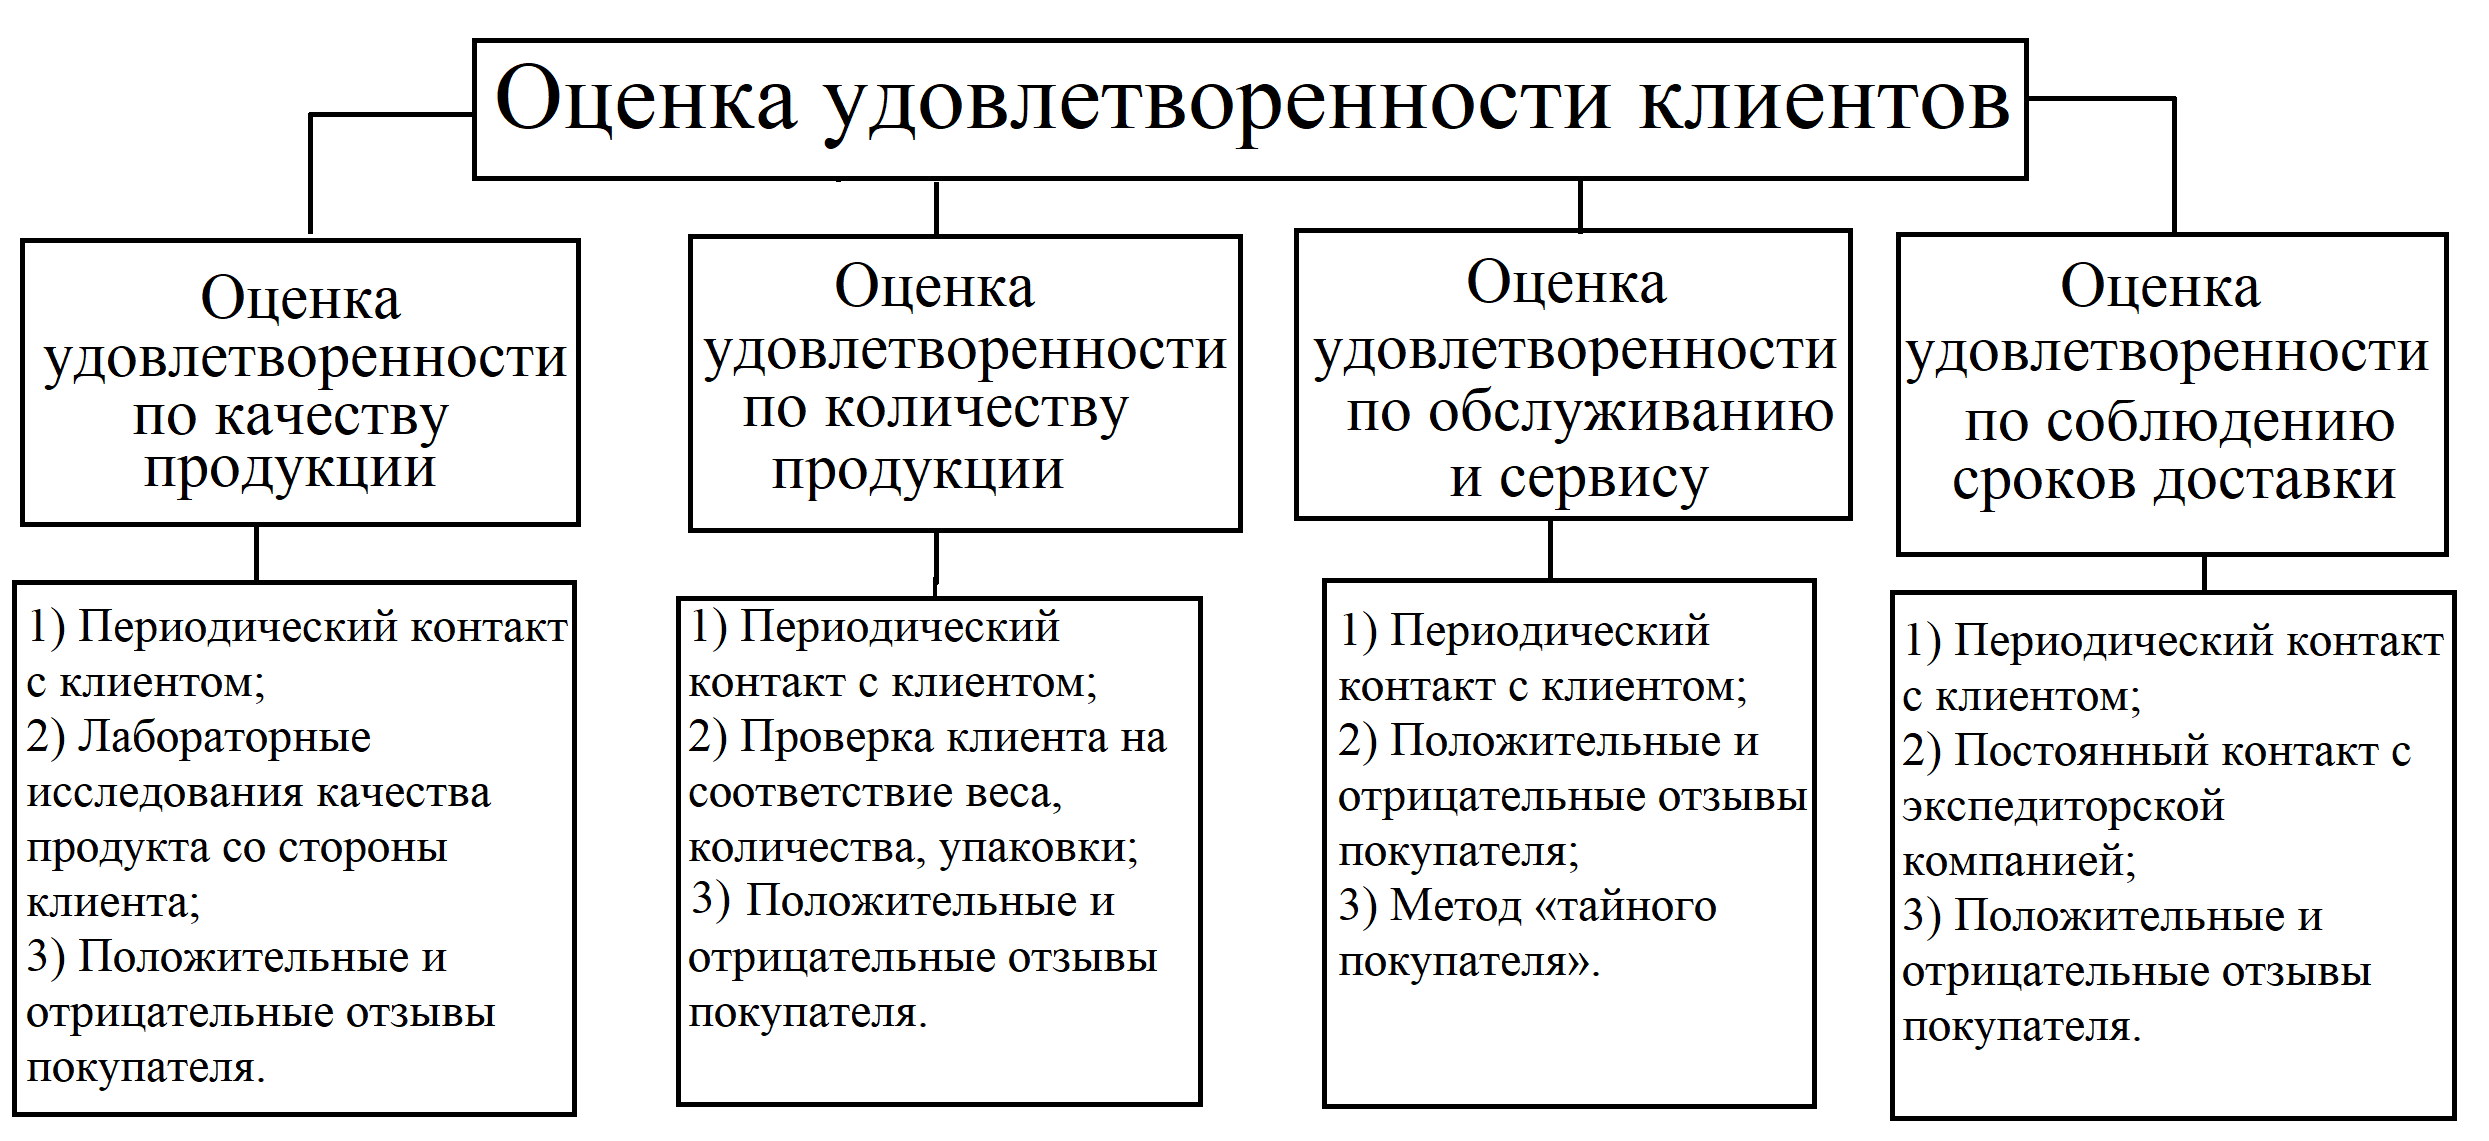 Оценка удовлетворенности клиентов
Оценка
удовлетворенности
по качеству
продукции
Оценка
удовлетворенности
по количеству
продукции
Оценка
удовлетворенности
по обслуживанию
и сервису
Оценка
удовлетворенности
по соблюдению
сроков доставки
1) Периодический контакт
с клиентом;
2) Лабораторные
исследования качества
продукта со стороны
клиента;
3) Положительные и
отрицательные отзывы
покупателя.
1) Периодический
контакт с клиентом;
2) Проверка клиента на
соответствие веса,
количества, упаковки;
3) Положительные и
отрицательные отзывы
покупателя.
1) Периодический
контакт с клиентом;
2) Положительные и
отрицательные отзывы
покупателя;
3) Метод «тайного
покупателя».
1) Периодический контакт
с клиентом;
2) Постоянный контакт с
экспедиторской
компанией;
3) Положительные и
отрицательные отзывы
покупателя.